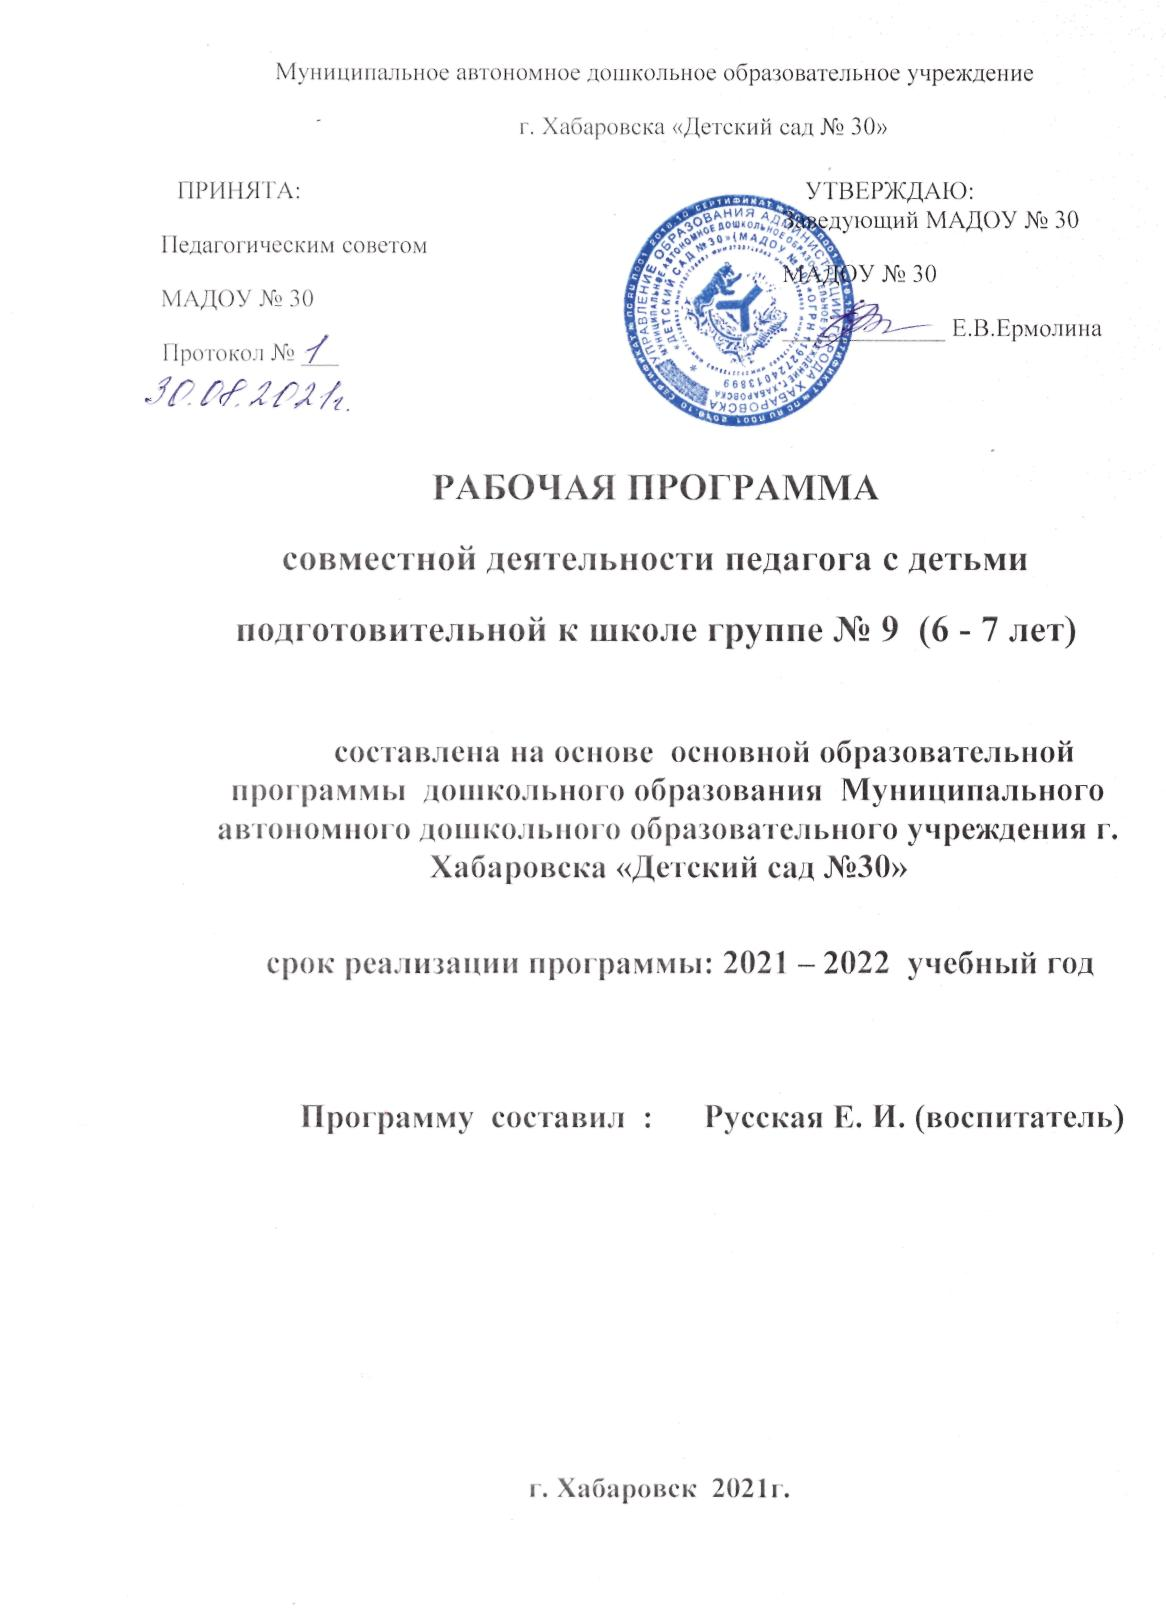 Муниципальное автономное дошкольное образовательное учреждение
г. Хабаровска «Детский сад № 30»
ПРИНЯТА:
Педагогическим советом
МАДОУ № 30
Протокол № 1
30.08.2021г.
УТВЕРЖДАЮ:
Заведующий МАДОУ № 30
МАДОУ № 30
Е.В.Ермолина
РАБОЧАЯ ПРОГРАММА
совместной деятельности педагога с детьми
подготовительной к школе группе № 9 (6 - 7 лет)
составлена на основе основной образовательной
программы дошкольного образования Муниципального
автономного дошкольного образовательного учреждения г.
Хабаровска «Детский сад №30»
срок реализации программы: 2021 – 2022 учебный год
Программу составил : Русская Е. И. (воспитатель)
г. Хабаровск 2021г.